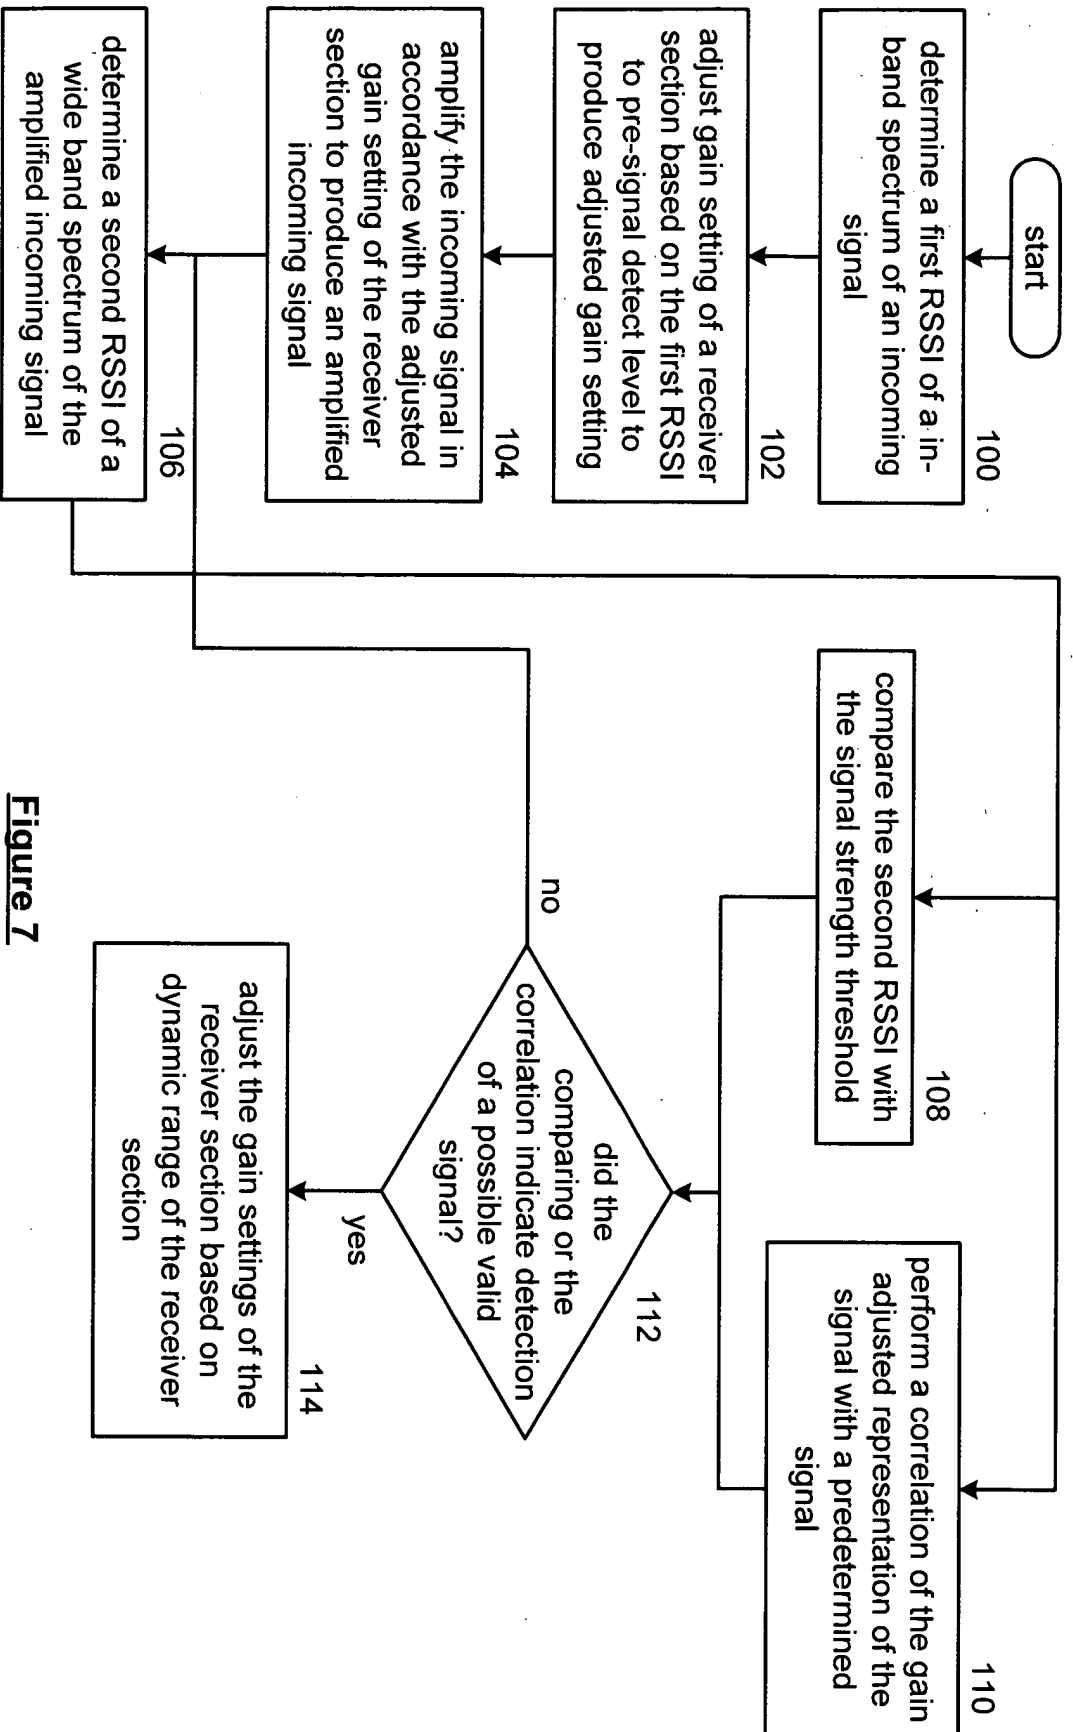 start
100
determine a first RSSI of a in-
band spectrum of an incoming
signal
102
adjust gain setting of a receiver
section based on the first RSSI
to pre-signal detect level to
produce adjusted gain setting
104
amplify the incoming signal in
accordance with the adjusted
gain setting of the receiver
section to produce an amplified
incoming signal
106
determine a second RSSI of a
wide band spectrum of the
amplified incoming signal
108
compare the second RSSI with
the signal strength threshold
110
perform a correlation of the gain
adjusted representation of the
signal with a predetermined
signal
112
did the
comparing or the
correlation indicate detection
of a possible valid
signal?
no
yes
114
adjust the gain settings of the
receiver section based on
dynamic range of the receiver
section
Figure 7